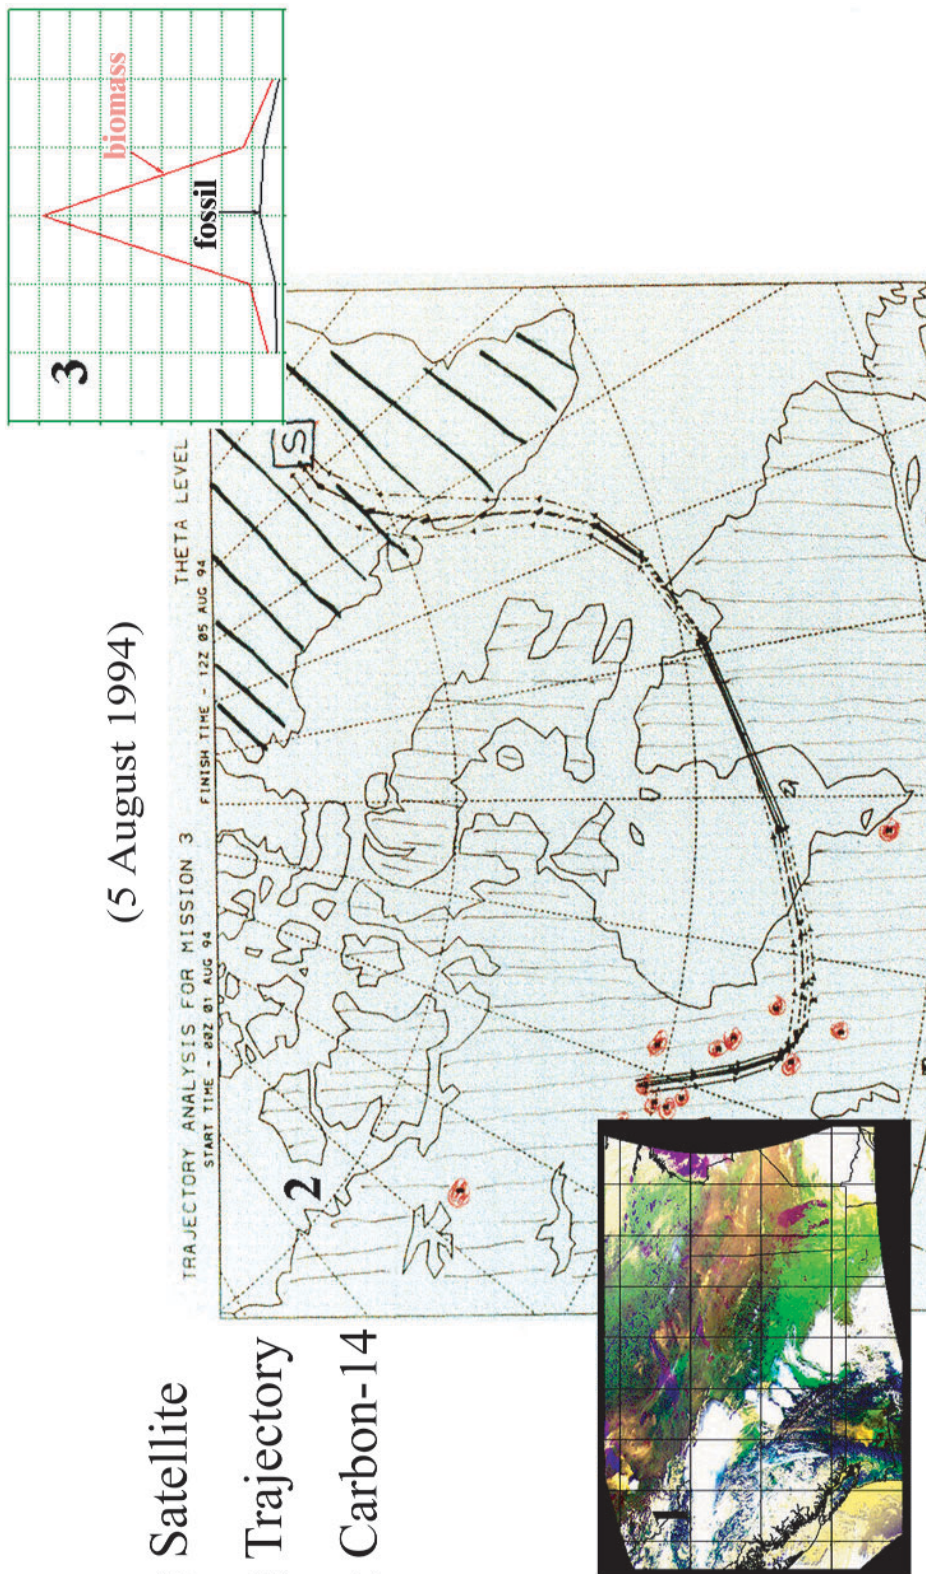 (5 August 1994)
Satellite
Trajectory
Carbon-14
TRAJECTORY ANALYSIS FOR MISSION 3 THETA LEVEL
START TIME - 00Z 01 AUG 94 FINISH TIME - 12Z 05 AUG 94
1
2
3
S
biomass
fossil